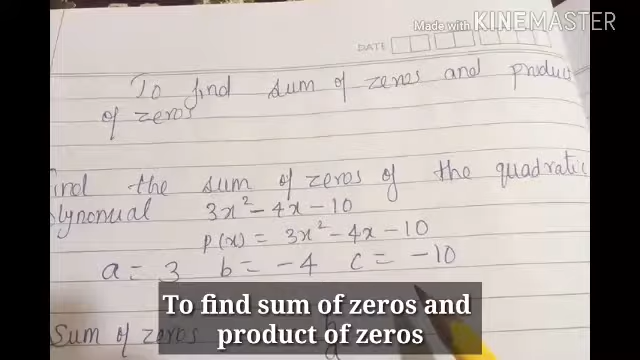 Made with KINEMASTER
DATE
To find sum of zeros and product
of zeros
ind the sum of zeros of the quadratic
olynomial 3x² - 4x - 10
p(x) = 3x² - 4x - 10
a = 3 b = -4 c = -10
To find sum of zeros and
product of zeros
Sum of zeros